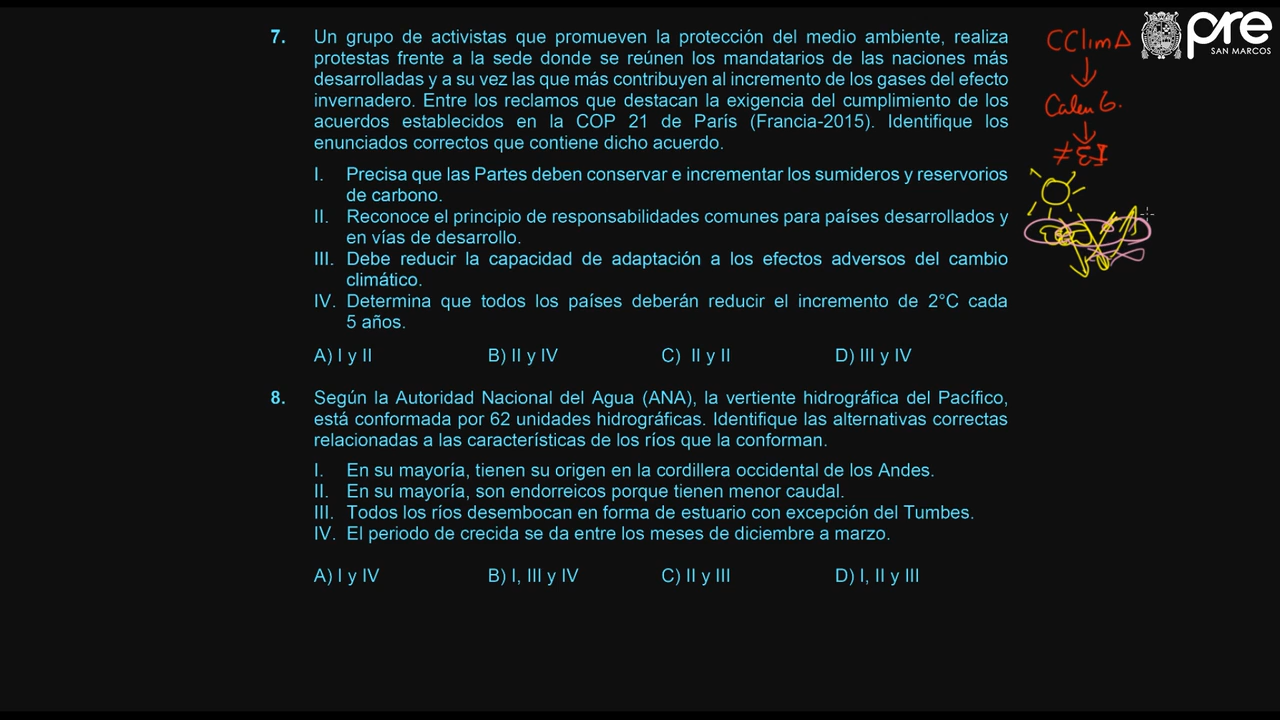 7. Un grupo de activistas que promueven la protección del medio ambiente, realiza
protestas frente a la sede donde se reúnen los mandatarios de las naciones más
desarrolladas y a su vez las que más contribuyen al incremento de los gases del efecto
invernadero. Entre los reclamos que destacan la exigencia del cumplimiento de los
acuerdos establecidos en la COP 21 de París (Francia-2015). Identifique los
enunciados correctos que contiene dicho acuerdo.
I. Precisa que las Partes deben conservar e incrementar los sumideros y reservorios
de carbono.
II. Reconoce el principio de responsabilidades comunes para países desarrollados y
en vías de desarrollo.
III. Debe reducir la capacidad de adaptación a los efectos adversos del cambio
climático.
IV. Determina que todos los países deberán reducir el incremento de 2°C cada
5 años.
A) I y II B) II y IV C) II y II D) III y IV
8. Según la Autoridad Nacional del Agua (ANA), la vertiente hidrográfica del Pacífico,
está conformada por 62 unidades hidrográficas. Identifique las alternativas correctas
relacionadas a las características de los ríos que la conforman.
I. En su mayoría, tienen su origen en la cordillera occidental de los Andes.
II. En su mayoría, son endorreicos porque tienen menor caudal.
III. Todos los ríos desembocan en forma de estuario con excepción del Tumbes.
IV. El periodo de crecida se da entre los meses de diciembre a marzo.
A) I y IV B) I, III y IV C) II y III D) I, II y III
CClim Δ
Calen G.
pre
SAN MARCOS